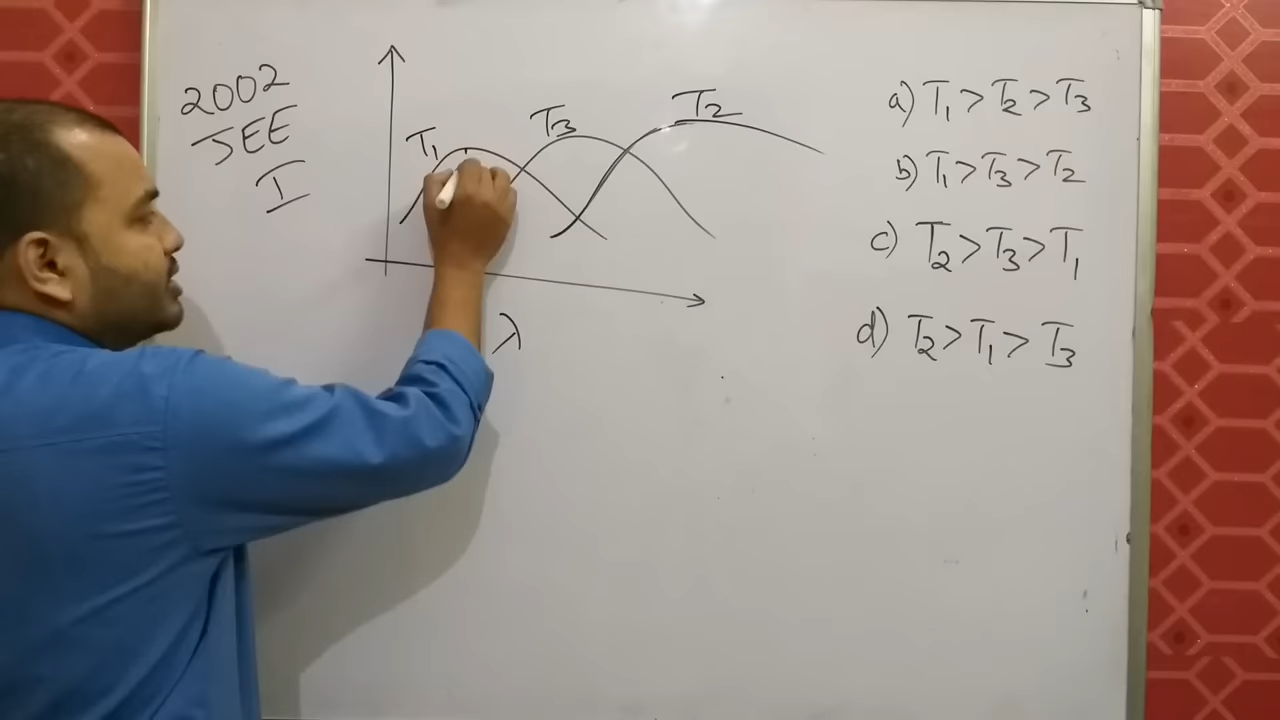 2002
JEE
I
T₁
T₃
T₂
λ
a) T₁ > T₂ > T₃
b) T₁ > T₃ > T₂
c) T₂ > T₃ > T₁
d) T₂ > T₁ > T₃